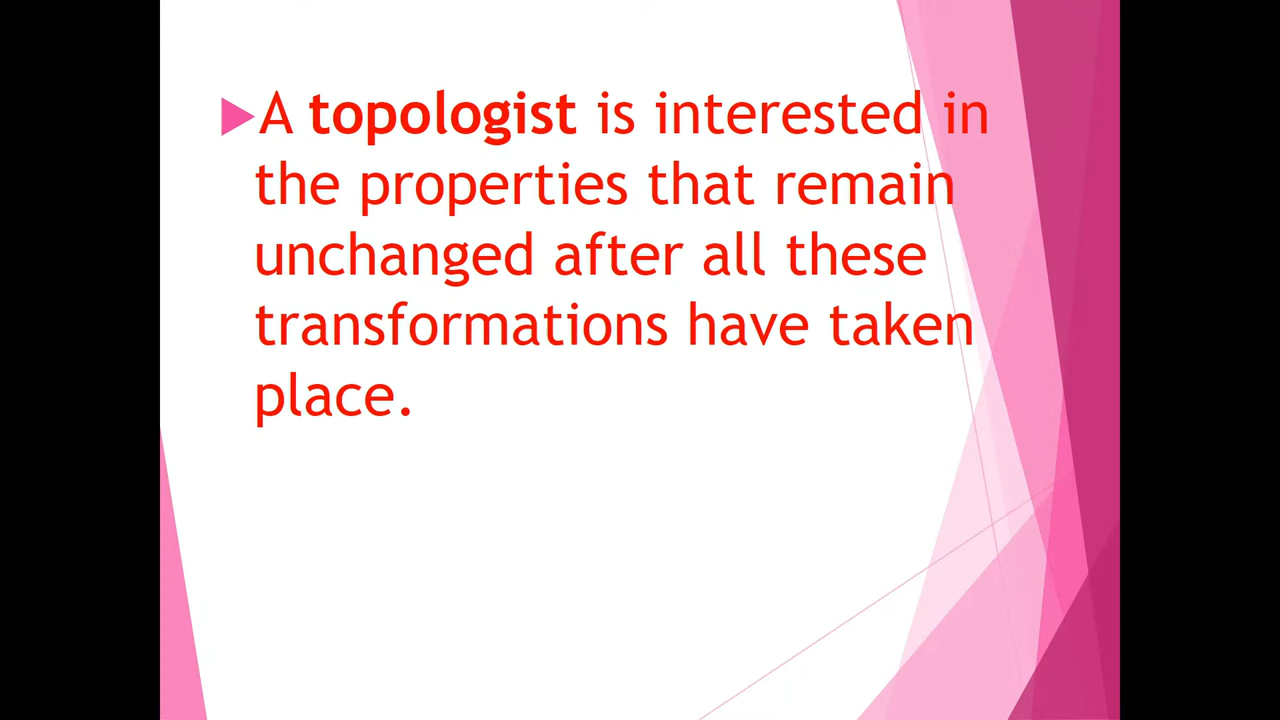 A topologist is interested in
the properties that remain
unchanged after all these
transformations have taken
place.